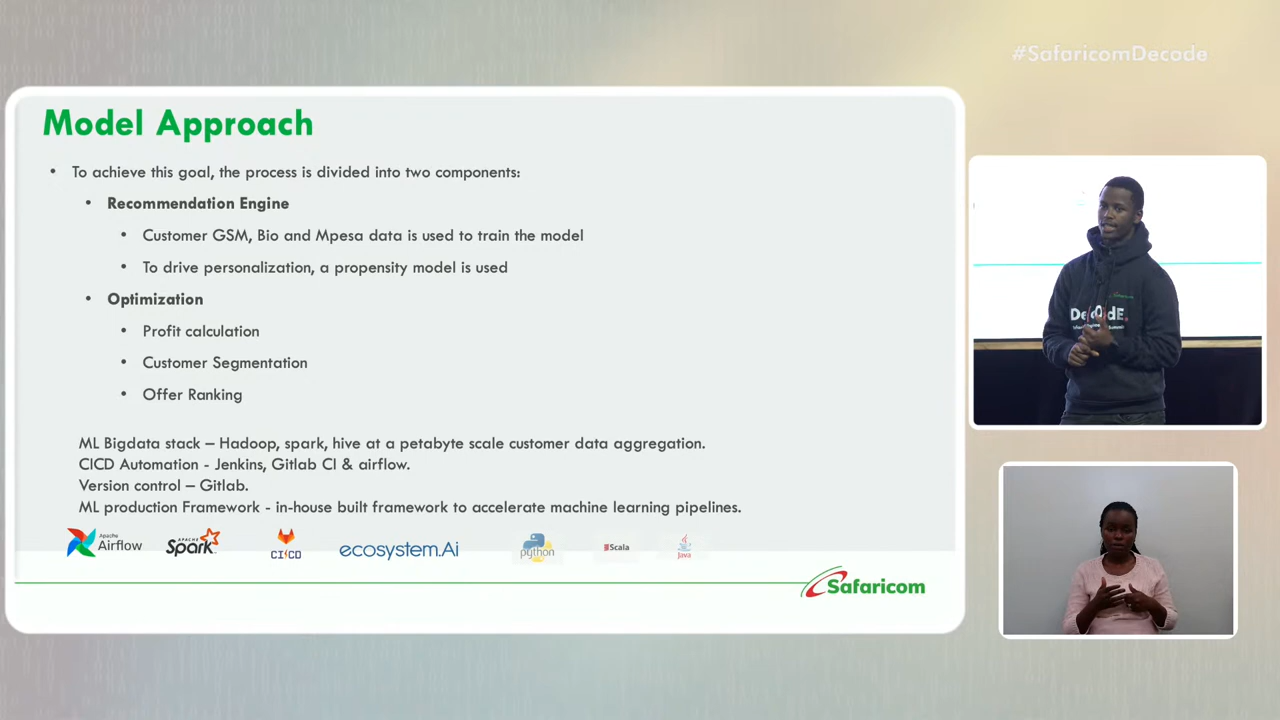 #SafaricomDecade
Model Approach
• To achieve this goal, the process is divided into two components:
• Recommendation Engine
• Customer GSM, Bio and Mpesa data is used to train the model
• To drive personalization, a propensity model is used
• Optimization
• Profit calculation
• Customer Segmentation
• Offer Ranking
ML Bigdata stack – Hadoop, spark, hive at a petabyte scale customer data aggregation.
CICD Automation - Jenkins, Gitlab CI & airflow.
Version control – Gitlab.
ML production Framework - in-house built framework to accelerate machine learning pipelines.
Apache Airflow
APACHE Spark
CI/CD
ecosystem.Ai
python
Scala
Java
Safaricom